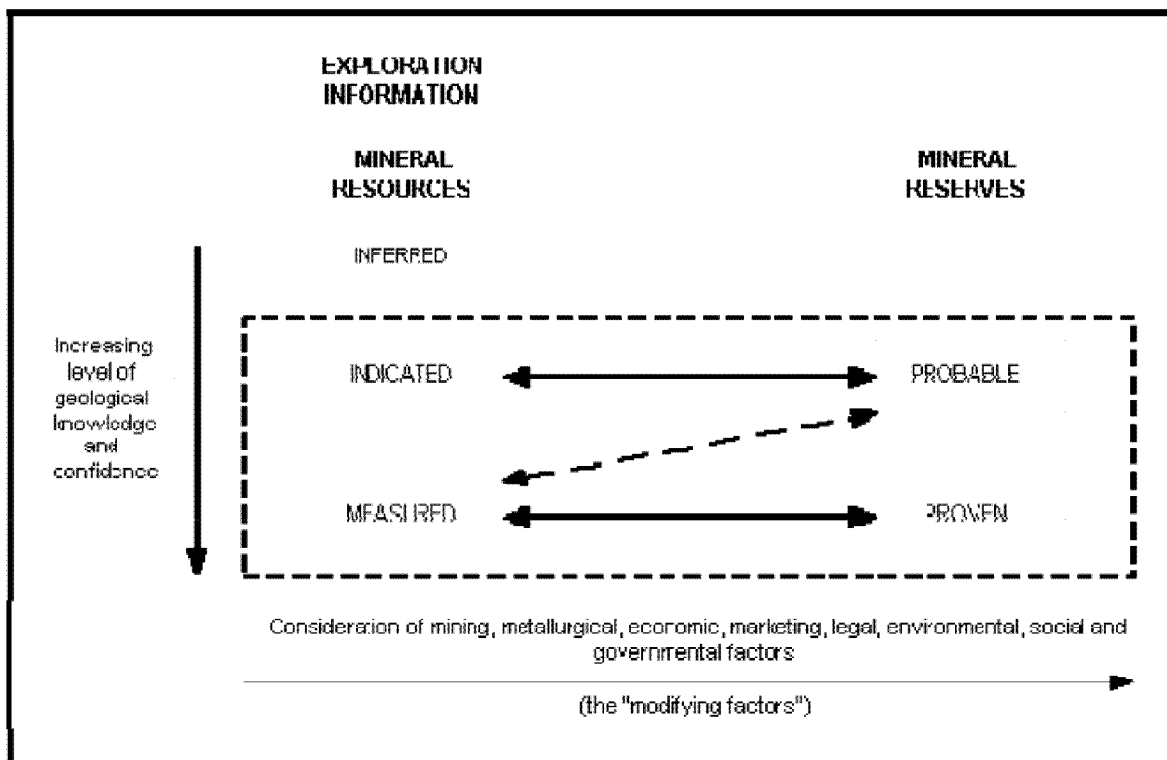 EXPLORATION
INFORMATION
MINERAL
RESOURCES
MINERAL
RESERVES
INFERRED
Increasing
level of
geological
knowledge
and
confidence
INDICATED
PROBABLE
MEASURED
PROVEN
Consideration of mining, metallurgical, economic, marketing, legal, environmental, social and
governmental factors
(the "modifying factors")